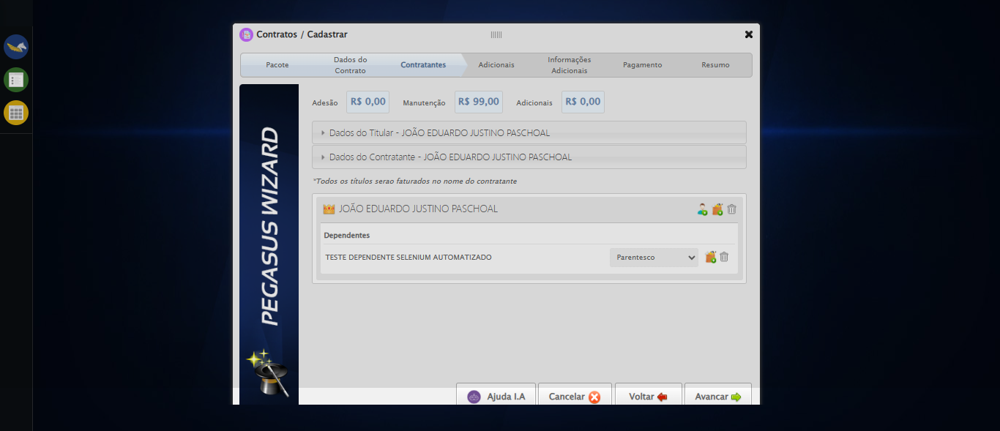 Contratos / Cadastrar
Pacote
Dados do
Contrato
Contratantes
Adicionais
Informações
Adicionais
Pagamento
Resumo
PEGASUS WIZARD
Adesão R$ 0,00 Manutenção R$ 99,00 Adicionais R$ 0,00
Dados do Titular - JOÃO EDUARDO JUSTINO PASCHOAL
Dados do Contratante - JOÃO EDUARDO JUSTINO PASCHOAL
*Todos os títulos serao faturados no nome do contratante
JOÃO EDUARDO JUSTINO PASCHOAL
Dependentes
TESTE DEPENDENTE SELENIUM AUTOMATIZADO Parentesco
Ajuda I.A Cancelar Voltar Avancar